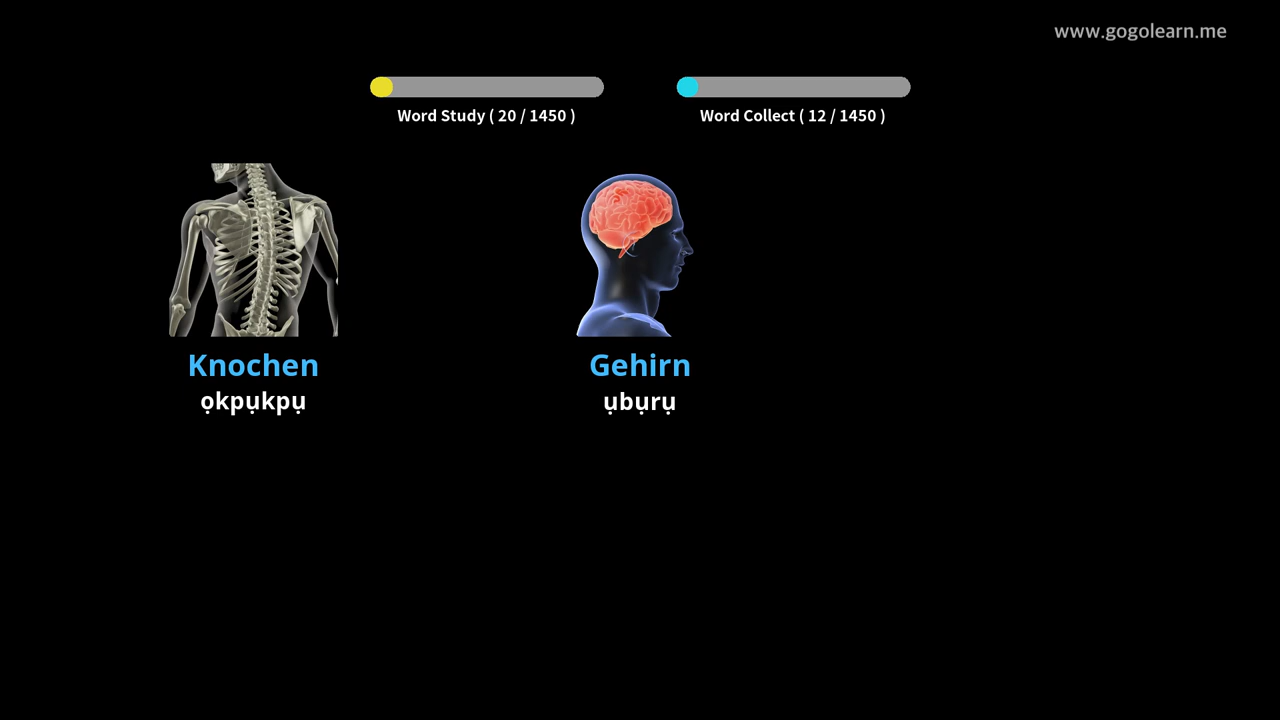 www.gogolearn.me
Word Study ( 20 / 1450 )
Word Collect ( 12 / 1450 )
Knochen
ọkpụkpụ
Gehirn
ụbụrụ